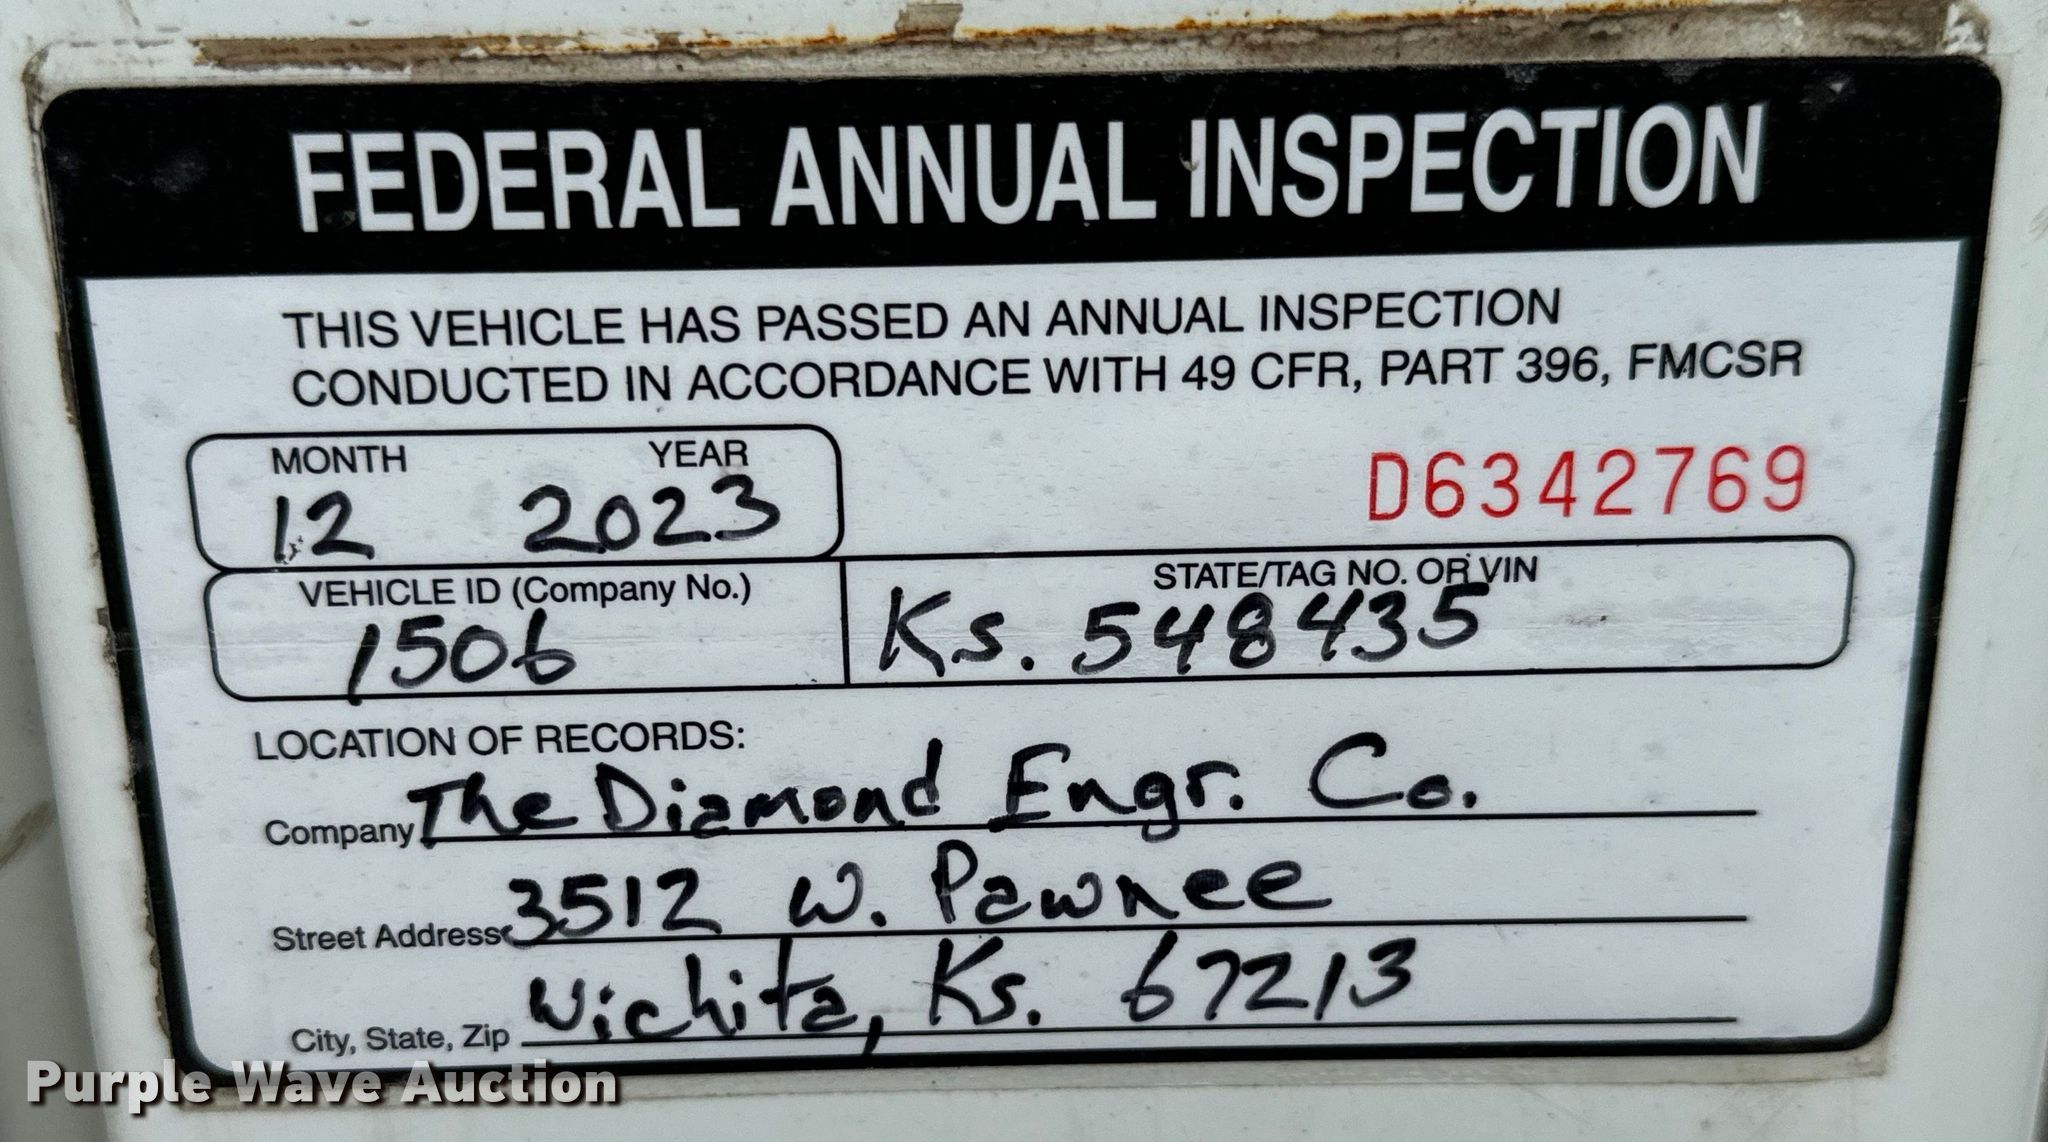 FEDERAL ANNUAL INSPECTION
THIS VEHICLE HAS PASSED AN ANNUAL INSPECTION
CONDUCTED IN ACCORDANCE WITH 49 CFR, PART 396, FMCSR
MONTH YEAR
12 2023
D6342769
VEHICLE ID (Company No.)
1506
STATE/TAG NO. OR VIN
Ks. 548435
LOCATION OF RECORDS:
Company The Diamond Engr. Co.
Street Address 3512 W. Pawnee
City, State, Zip Wichita, Ks. 67213
Purple Wave Auction